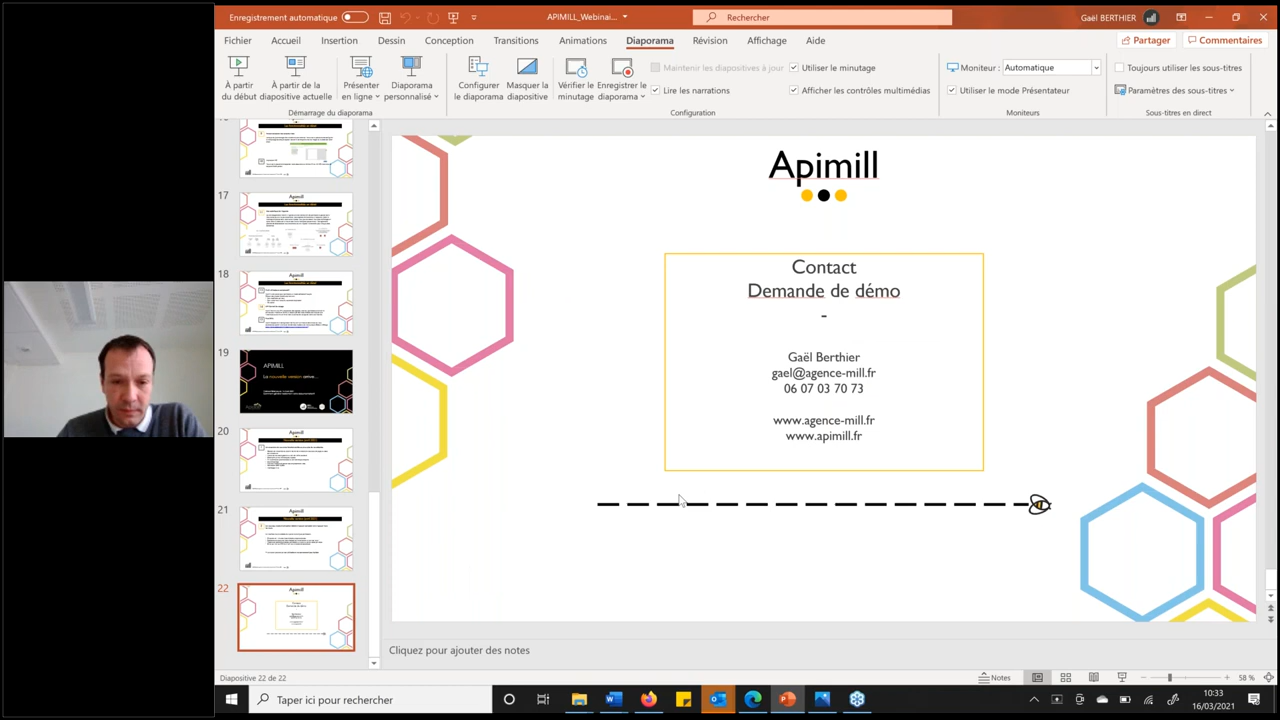 Enregistrement automatique
APIMILL_Webinai...
Rechercher
Gaël BERTHIER
Fichier Accueil Insertion Dessin Conception Transitions Animations Diaporama Révision Affichage Aide
Partager Commentaires
À partir du début
À partir de la diapositive actuelle
Présenter en ligne
Diaporama personnalisé
Configurer le diaporama
Masquer la diapositive
Vérifier le minutage
Enregistrer le diaporama
Maintenir les diapositives à jour
Lire les narrations
Utiliser le minutage
Afficher les contrôles multimédias
Moniteur : Automatique
Utiliser le mode Présentateur
Toujours utiliser les sous-titres
Paramètres des sous-titres
Démarrage du diaporama
Configuration
Moniteurs
Sous-titres en direct
17
18
19
APIMILL
La nouvelle version arrive...
20
21
22
Apimill
Contact
Demande de démo
-
Gaël Berthier
gael@agence-mill.fr
06 07 03 70 73
www.agence-mill.fr
www.apimill.fr
Cliquez pour ajouter des notes
Diapositive 22 de 22
Notes
58 %
Taper ici pour rechercher
10:33
16/03/2021